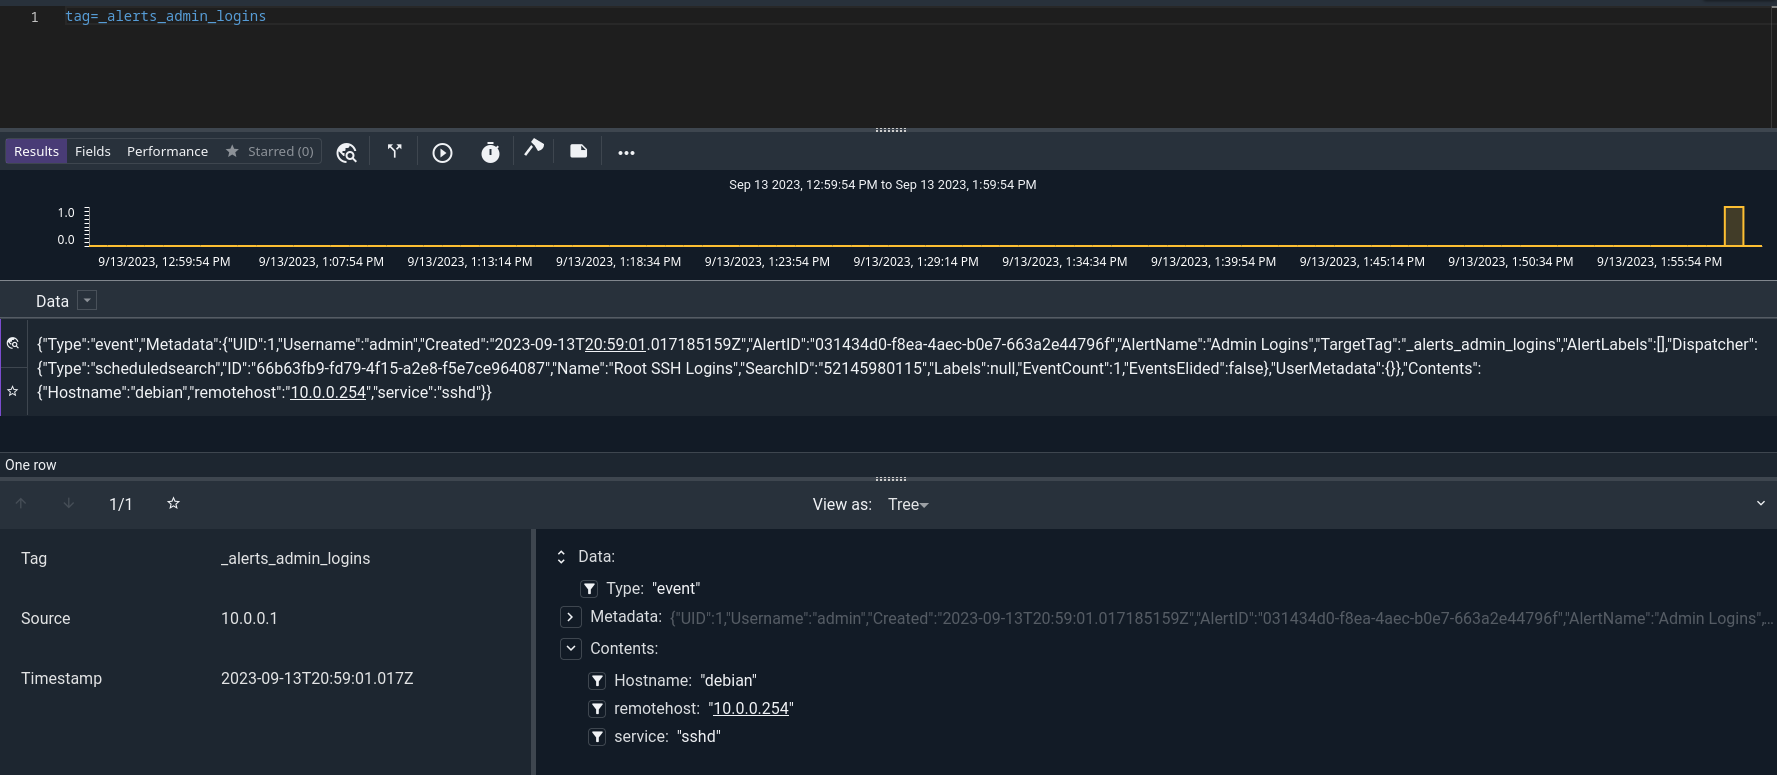 1 tag=_alerts_admin_logins
Results Fields Performance Starred (0)
Sep 13 2023, 12:59:54 PM to Sep 13 2023, 1:59:54 PM
1.0
0.0
9/13/2023, 12:59:54 PM 9/13/2023, 1:07:54 PM 9/13/2023, 1:13:14 PM 9/13/2023, 1:18:34 PM 9/13/2023, 1:23:54 PM 9/13/2023, 1:29:14 PM 9/13/2023, 1:34:34 PM 9/13/2023, 1:39:54 PM 9/13/2023, 1:45:14 PM 9/13/2023, 1:50:34 PM 9/13/2023, 1:55:54 PM
Data
{"Type":"event","Metadata":{"UID":1,"Username":"admin","Created":"2023-09-13T20:59:01.017185159Z","AlertID":"031434d0-f8ea-4aec-b0e7-663a2e44796f","AlertName":"Admin Logins","TargetTag":"_alerts_admin_logins","AlertLabels":[],"Dispatcher":
{"Type":"scheduledsearch","ID":"66b63fb9-fd79-4f15-a2e8-f5e7ce964087","Name":"Root SSH Logins","SearchID":"52145980115","Labels":null,"EventCount":1,"EventsElided":false},"UserMetadata":{}},"Contents":
{"Hostname":"debian","remotehost":"10.0.0.254","service":"sshd"}}
One row
1/1 View as: Tree
Tag _alerts_admin_logins
Source 10.0.0.1
Timestamp 2023-09-13T20:59:01.017Z
Data:
Type: "event"
Metadata: {"UID":1,"Username":"admin","Created":"2023-09-13T20:59:01.017185159Z","AlertID":"031434d0-f8ea-4aec-b0e7-663a2e44796f","AlertName":"Admin Logins",...
Contents:
Hostname: "debian"
remotehost: "10.0.0.254"
service: "sshd"